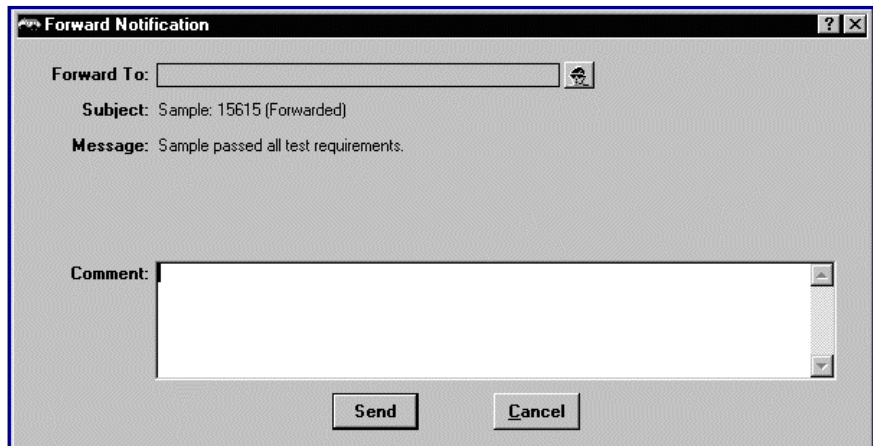 Forward Notification
Forward To:
Subject: Sample: 15615 (Forwarded)
Message: Sample passed all test requirements.
Comment:
Send Cancel